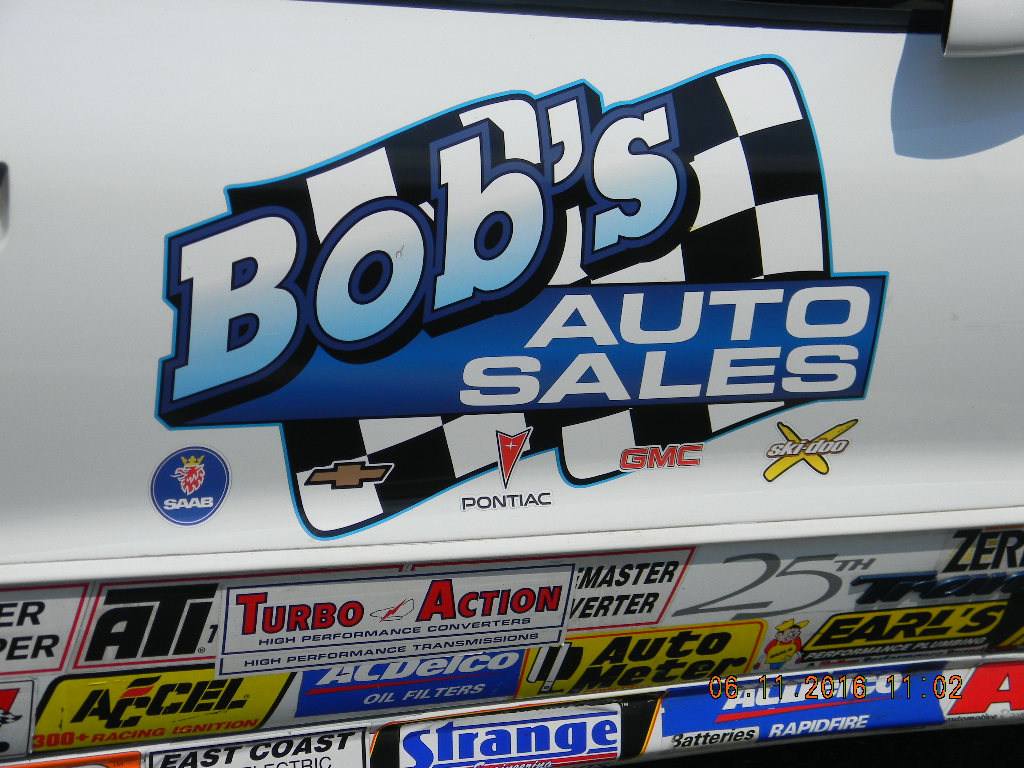 Bob's
AUTO
SALES
SAAB
PONTIAC
GMC
ski-doo
ER
PER
ATI
®
TURBO ACTION
HIGH PERFORMANCE CONVERTERS
HIGH PERFORMANCE TRANSMISSIONS
MASTER
VERTER
25TH
EARL'S
PERFORMANCE PLUMBING
ACCEL
300+ RACING IGNITION
ACDelco
OIL FILTERS
Auto
Meter
EAST COAST
ELECTRIC
Strange
Engineering
Batteries RAPIDFIRE
06.11.2016 11:02